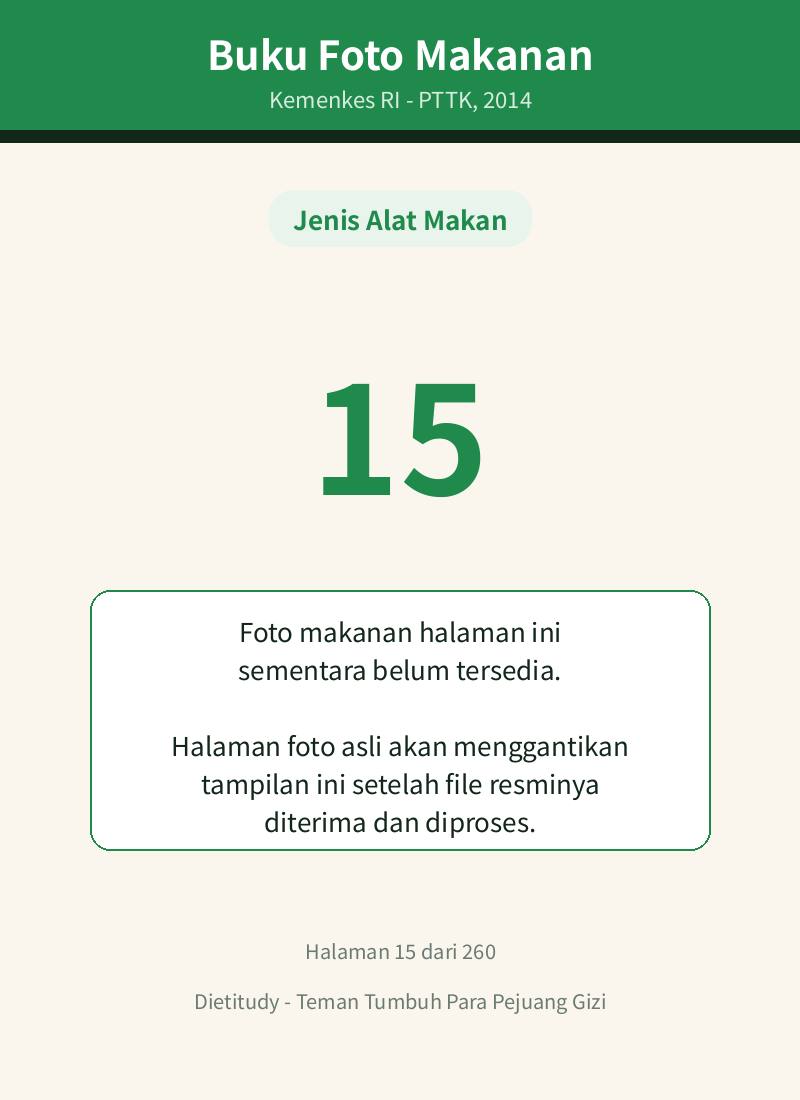 Buku Foto Makanan
Kemenkes RI - PTTK, 2014
Jenis Alat Makan
15
Foto makanan halaman ini
sementara belum tersedia.
Halaman foto asli akan menggantikan
tampilan ini setelah file resminya
diterima dan diproses.
Halaman 15 dari 260
Dietitudy - Teman Tumbuh Para Pejuang Gizi